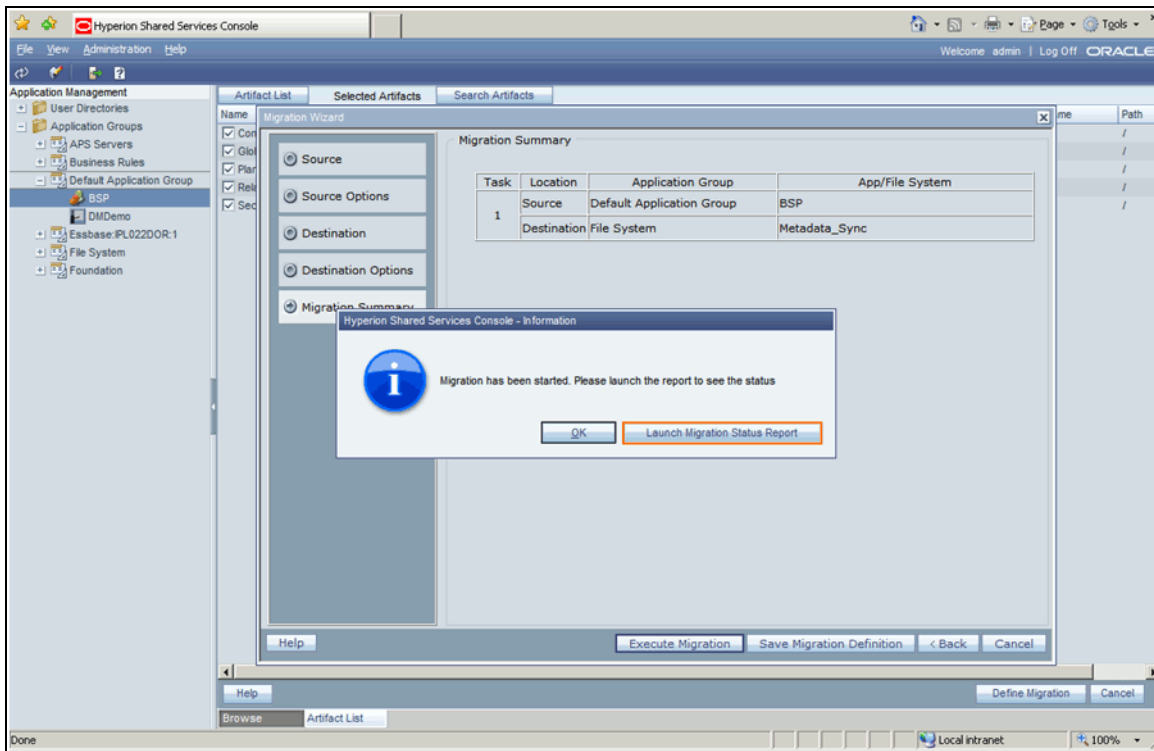 Hyperion Shared Services Console
Page
Tools
File View Administration Help
Welcome admin | Log Off ORACLE
Application Management
User Directories
Application Groups
APS Servers
Business Rules
Default Application Group
BSP
DMDemo
Essbase:IPL022DOR:1
File System
Foundation
Artifact List Selected Artifacts Search Artifacts
Name
me
Path
Con
/
Glol
/
Plar
/
Rela
/
Sec
/
Migration Wizard
Source
Source Options
Destination
Destination Options
Migration Summary
Migration Summary
Task Location Application Group App/File System
1
Source Default Application Group BSP
Destination File System Metadata_Sync
Hyperion Shared Services Console - Information
Migration has been started. Please launch the report to see the status
OK Launch Migration Status Report
Help Execute Migration Save Migration Definition < Back Cancel
Help Define Migration Cancel
Browse Artifact List
Done Local intranet 100%